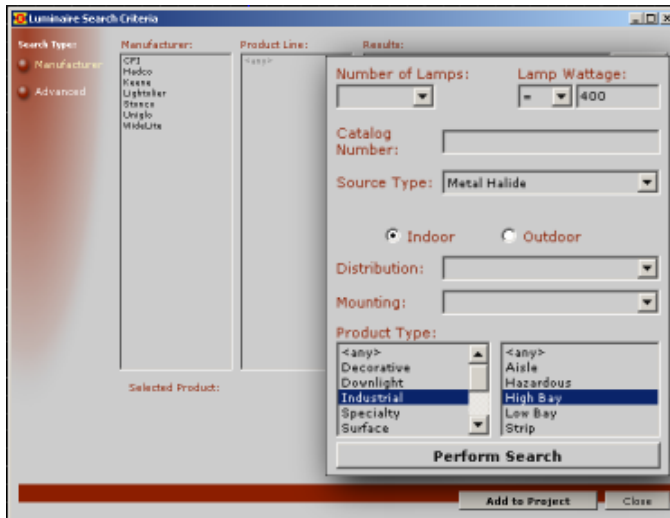 Luminaire Search Criteria
Search Type:
Manufacturer
Advanced
Manufacturer:
CFI
Hadco
Keene
Lightolier
Stonco
Uniglo
WideLite
Product Line:
<any>
Results:
Selected Product:
Number of Lamps:
Lamp Wattage:
= 400
Catalog
Number:
Source Type: Metal Halide
Indoor Outdoor
Distribution:
Mounting:
Product Type:
<any>
Decorative
Downlight
Industrial
Specialty
Surface
<any>
Aisle
Hazardous
High Bay
Low Bay
Strip
Perform Search
Add to Project
Close